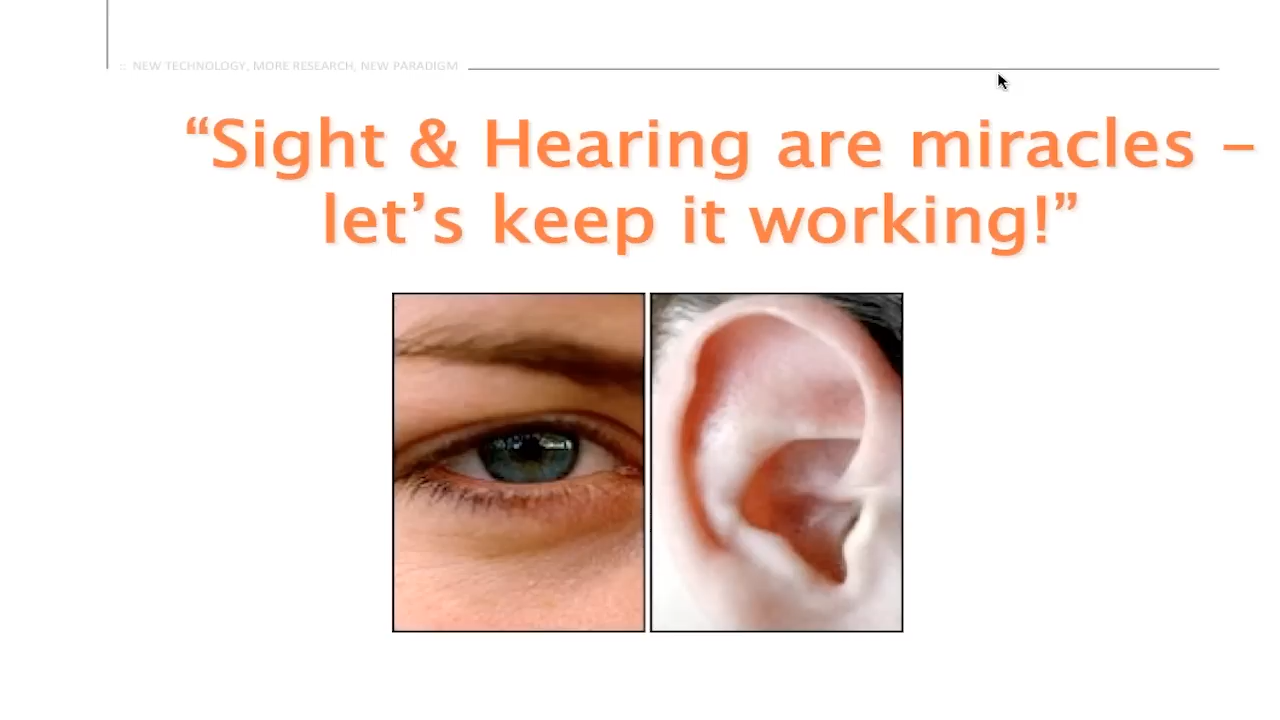 :: NEW TECHNOLOGY, MORE RESEARCH, NEW PARADIGM
“Sight & Hearing are miracles –
let’s keep it working!”